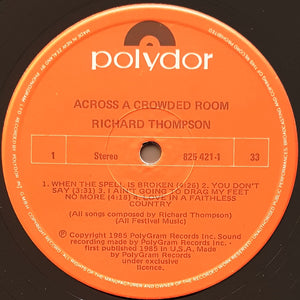 polydor
ACROSS A CROWDED ROOM
RICHARD THOMPSON
1 Stereo 825 421-1 33
1. WHEN THE SPELL IS BROKEN (4:26) 2. YOU DON'T
SAY (3:31) 3. I AIN'T GOING TO DRAG MY FEET
NO MORE (4:18) 4. LOVE IN A FAITHLESS
COUNTRY
(All songs composed by Richard Thompson)
(All Festival Music)
© Copyright 1985 PolyGram Records Inc. Sound
recording made by PolyGram Records Inc. -
first published 1985 in U.S.A. Made
by PolyGram Records
under exclusive
licence.